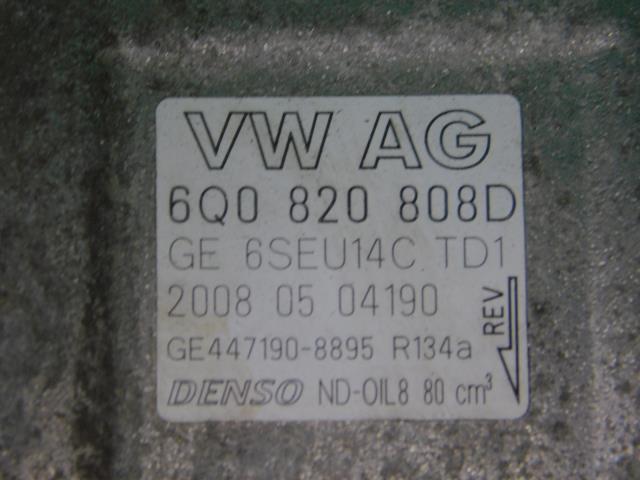 VW AG
6Q0 820 808D
GE 6SEU14C TD1
2008 05 04190
GE447190-8895 R134a
REV
DENSO ND-OIL8 80 cm³